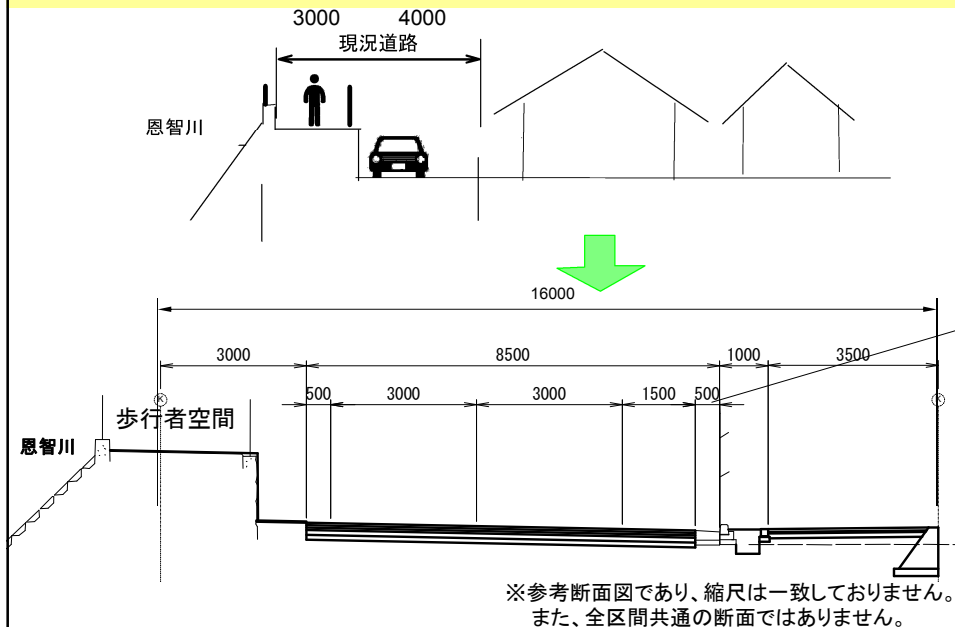 3000 4000
現況道路
恩智川
16000
3000 8500 1000 3500
500 3000 3000 1500 500
歩行者空間
恩智川
※参考断面図であり、縮尺は一致しておりません。
また、全区間共通の断面ではありません。